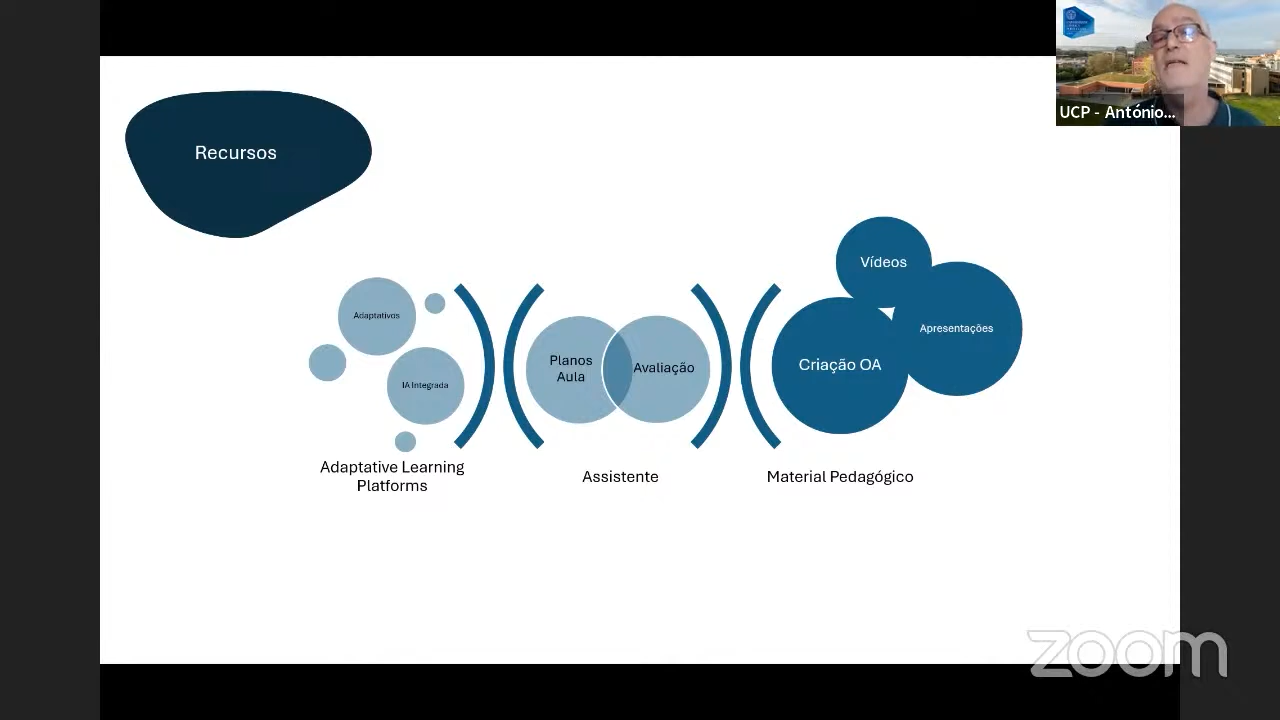 Recursos
UCP - António...
Vídeos
Adaptativos
Apresentações
Planos
Aula
Avaliação
Criação OA
IA Integrada
Adaptative Learning
Platforms
Assistente
Material Pedagógico
zoom